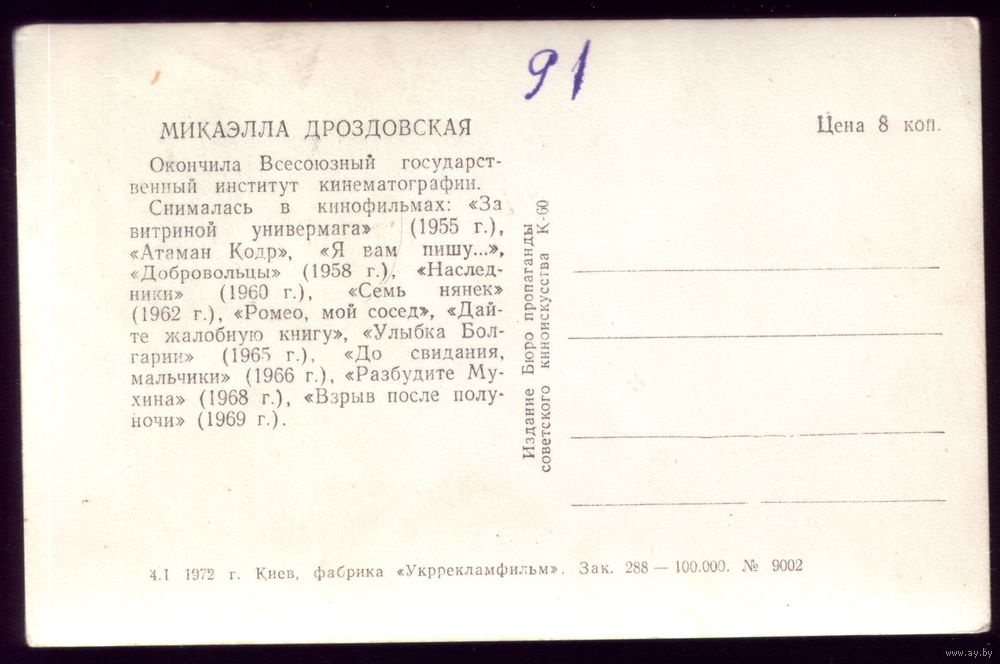 91
МИКАЭЛЛА ДРОЗДОВСКАЯ
Цена 8 коп.
Окончила Всесоюзный государст-
венный институт кинематографии.
Снималась в кинофильмах: «За
витриной универмага» (1955 г.),
«Атаман Кодр», «Я вам пишу...»,
«Добровольцы» (1958 г.), «Наслед-
ники» (1960 г.), «Семь нянек»
(1962 г.), «Ромео, мой сосед», «Дай-
те жалобную книгу», «Улыбка Бол-
гарии» (1965 г.), «До свидания,
мальчики» (1966 г.), «Разбудите Му-
хина» (1968 г.), «Взрыв после полу-
ночи» (1969 г.).
Издание Бюро пропаганды
советского киноискусства К-60
4.I 1972 г. Киев, фабрика «Укррекламфильм». Зак. 288 — 100.000. № 9002
www.ay.by